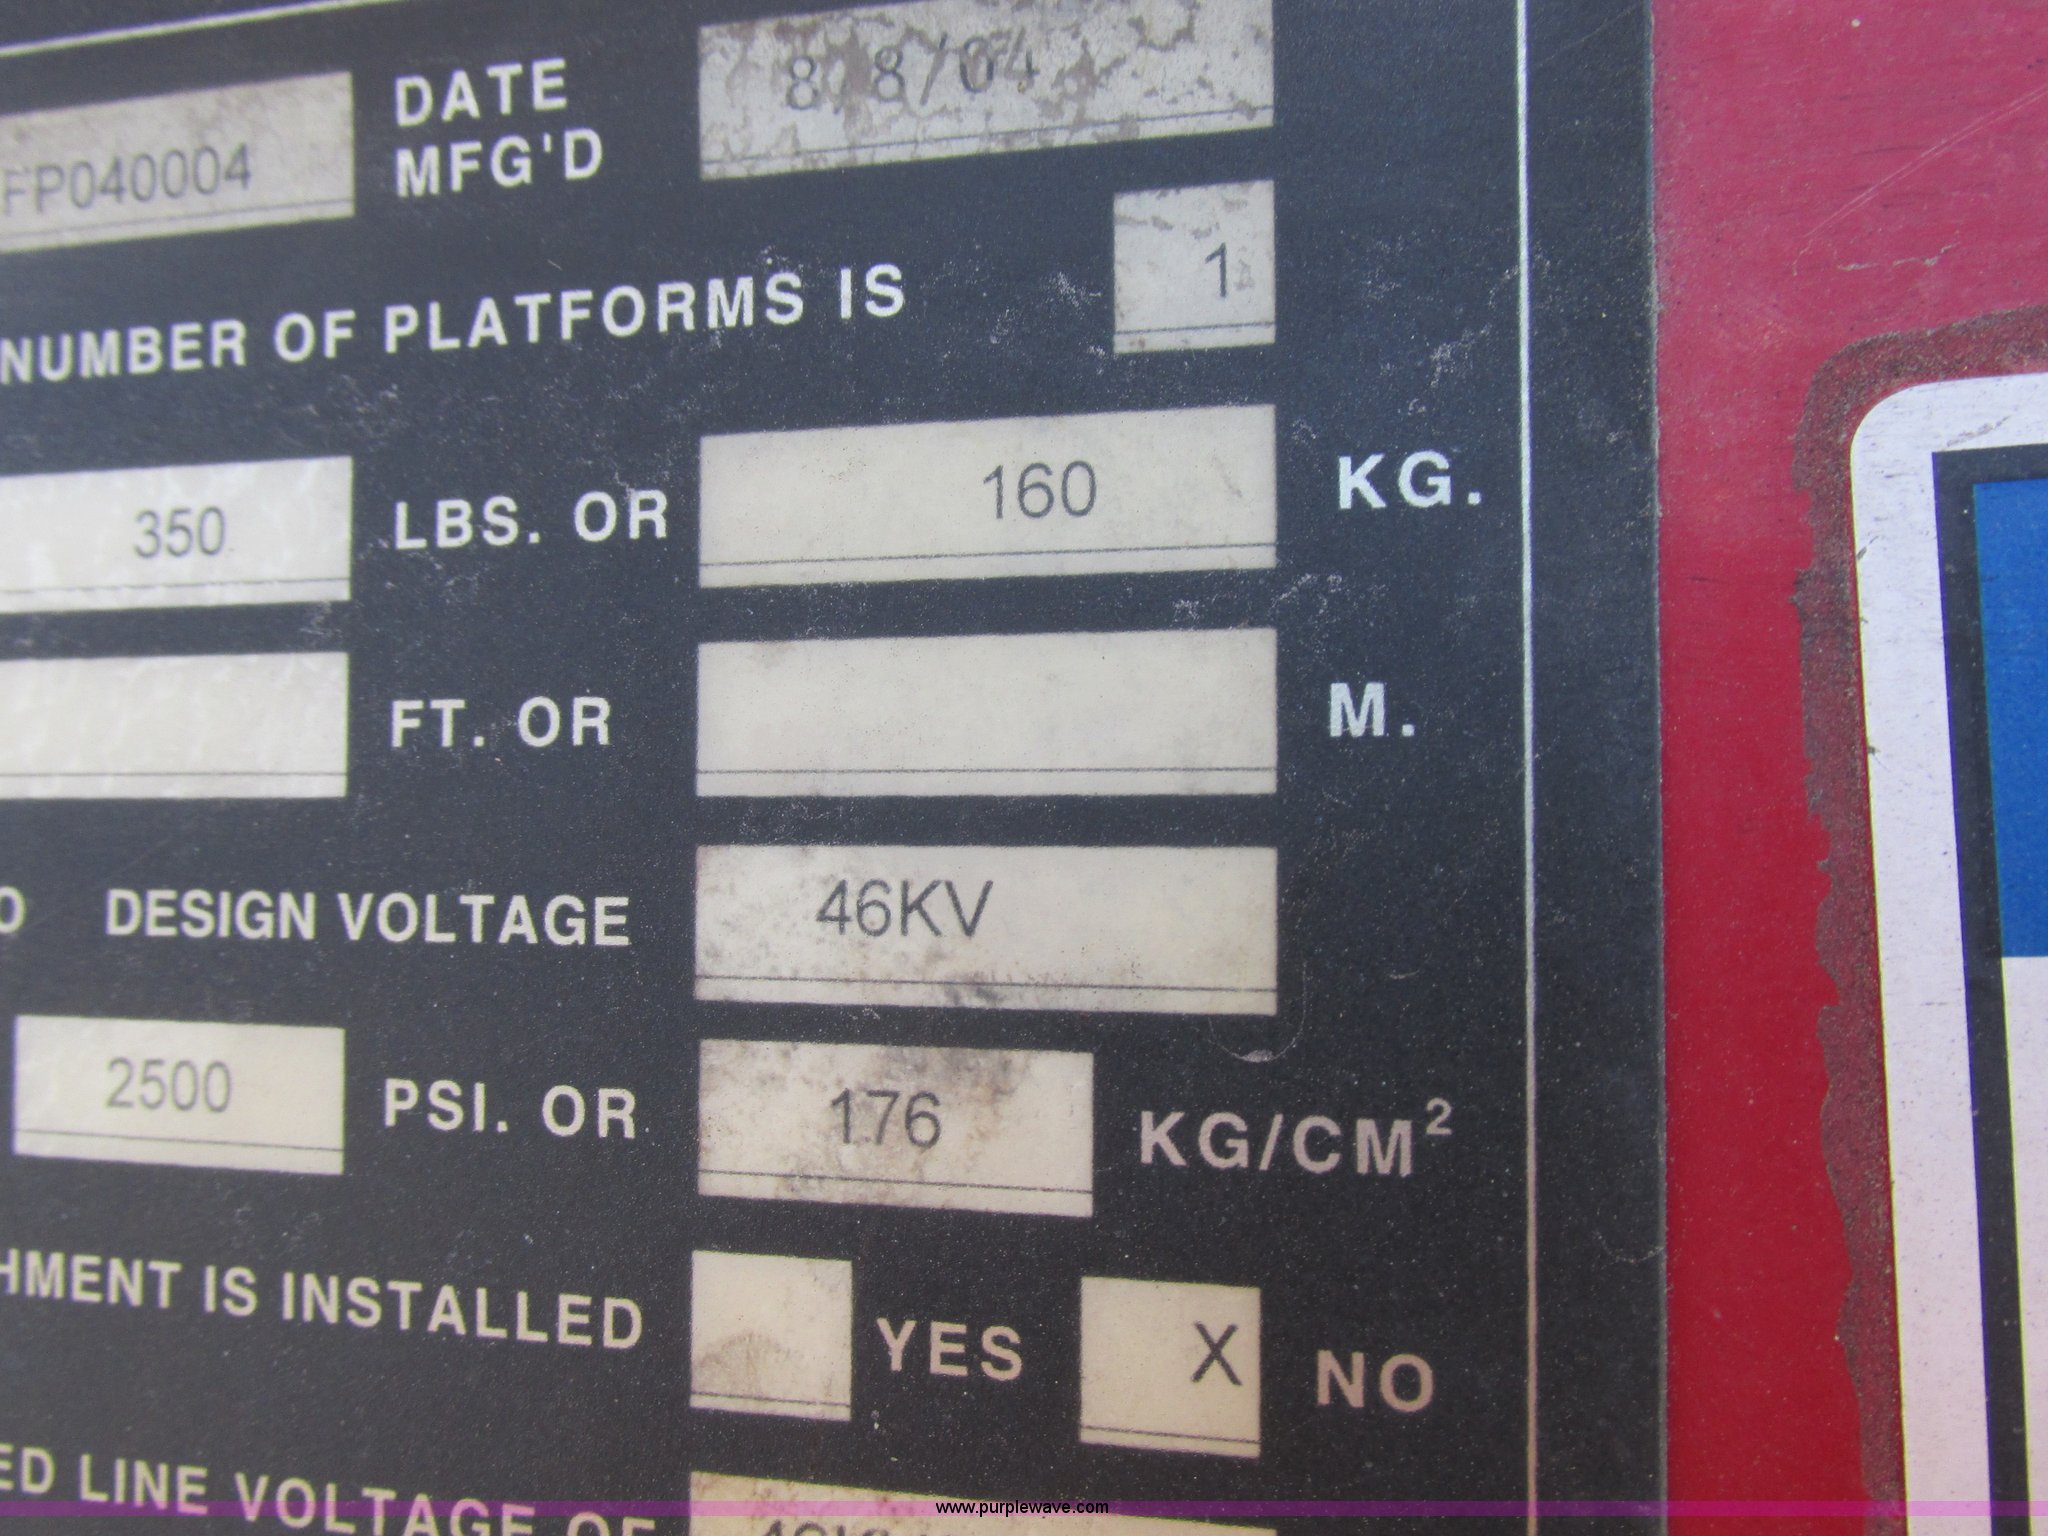 FP040004 DATE MFG'D 8/8/04
NUMBER OF PLATFORMS IS 1
350 LBS. OR 160 KG.
FT. OR M.
DESIGN VOLTAGE 46KV
2500 PSI. OR 176 KG/CM²
HMENT IS INSTALLED YES X NO
ED LINE VOLTAGE OF
www.purplewave.com